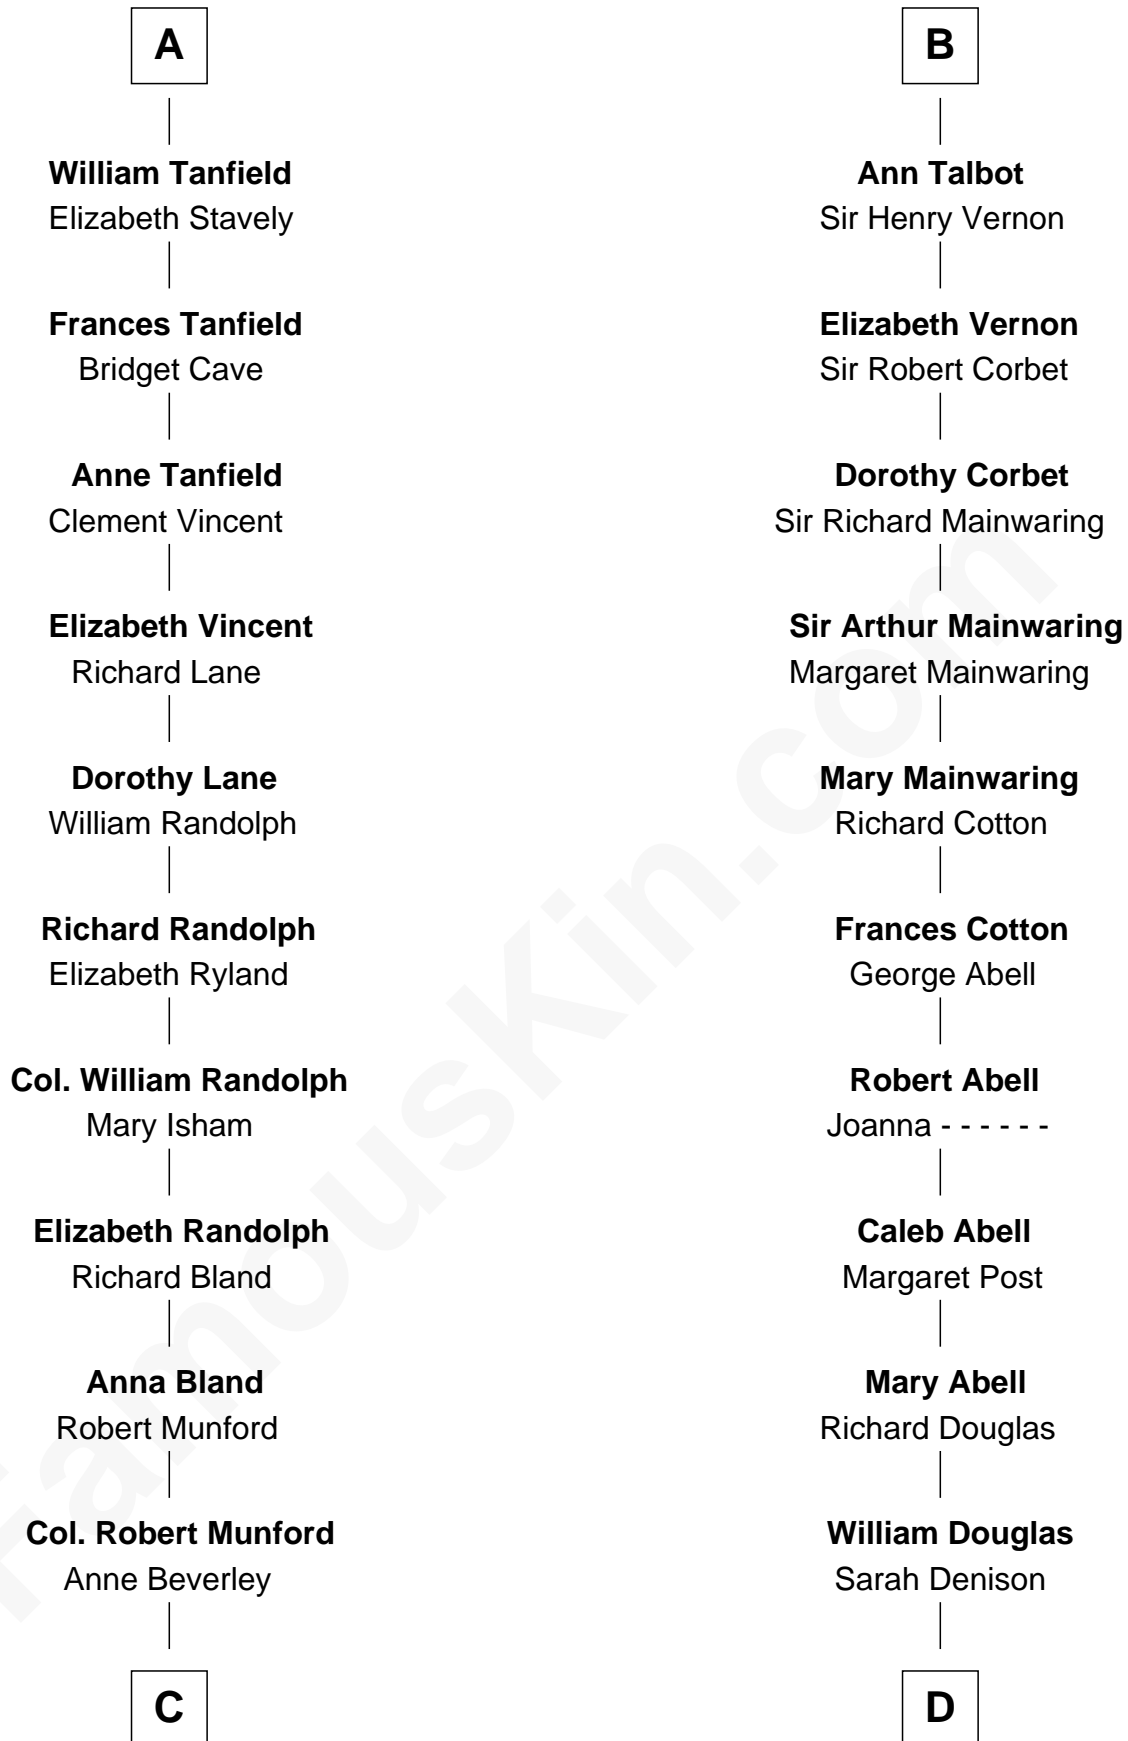 A
William Tanfield
Elizabeth Stavely
Frances Tanfield
Bridget Cave
Anne Tanfield
Clement Vincent
Elizabeth Vincent
Richard Lane
Dorothy Lane
William Randolph
Richard Randolph
Elizabeth Ryland
Col. William Randolph
Mary Isham
Elizabeth Randolph
Richard Bland
Anna Bland
Robert Munford
Col. Robert Munford
Anne Beverley
C
B
Ann Talbot
Sir Henry Vernon
Elizabeth Vernon
Sir Robert Corbet
Dorothy Corbet
Sir Richard Mainwaring
Sir Arthur Mainwaring
Margaret Mainwaring
Mary Mainwaring
Richard Cotton
Frances Cotton
George Abell
Robert Abell
Joanna - - - - - -
Caleb Abell
Margaret Post
Mary Abell
Richard Douglas
William Douglas
Sarah Denison
D
FamousKin.com